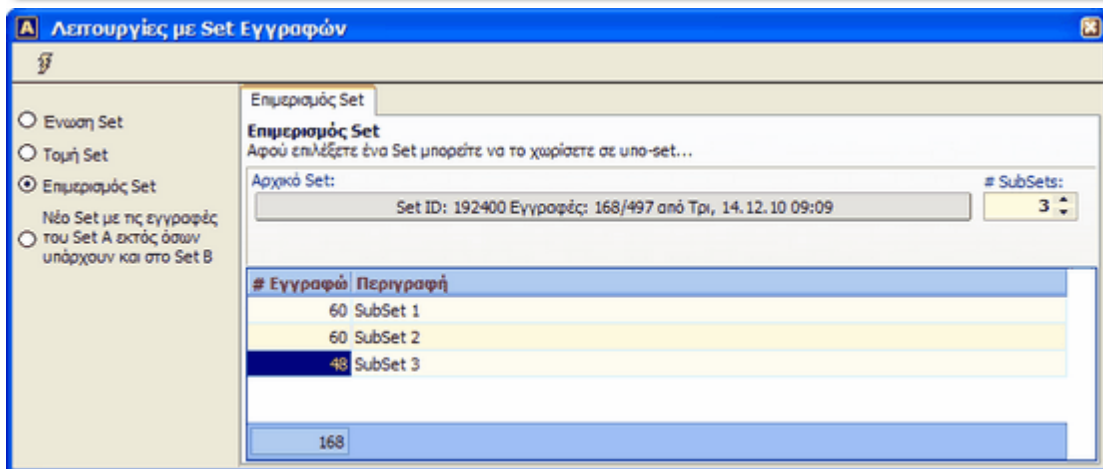 A Λειτουργίες με Set Εγγραφών
Ενωση Set
Τομή Set
Επιμερισμός Set
Νέο Set με τις εγγραφές
του Set A εκτός όσων
υπάρχουν και στο Set B
Επιμερισμός Set
Επιμερισμός Set
Αφού επιλέξετε ένα Set μπορείτε να το χωρίσετε σε υπο-set...
Αρχικό Set:
# SubSets:
Set ID: 192400 Εγγραφές: 168/497 από Τρι, 14.12.10 09:09
3
# Εγγραφώ Περιγραφή
60 SubSet 1
60 SubSet 2
48 SubSet 3
168